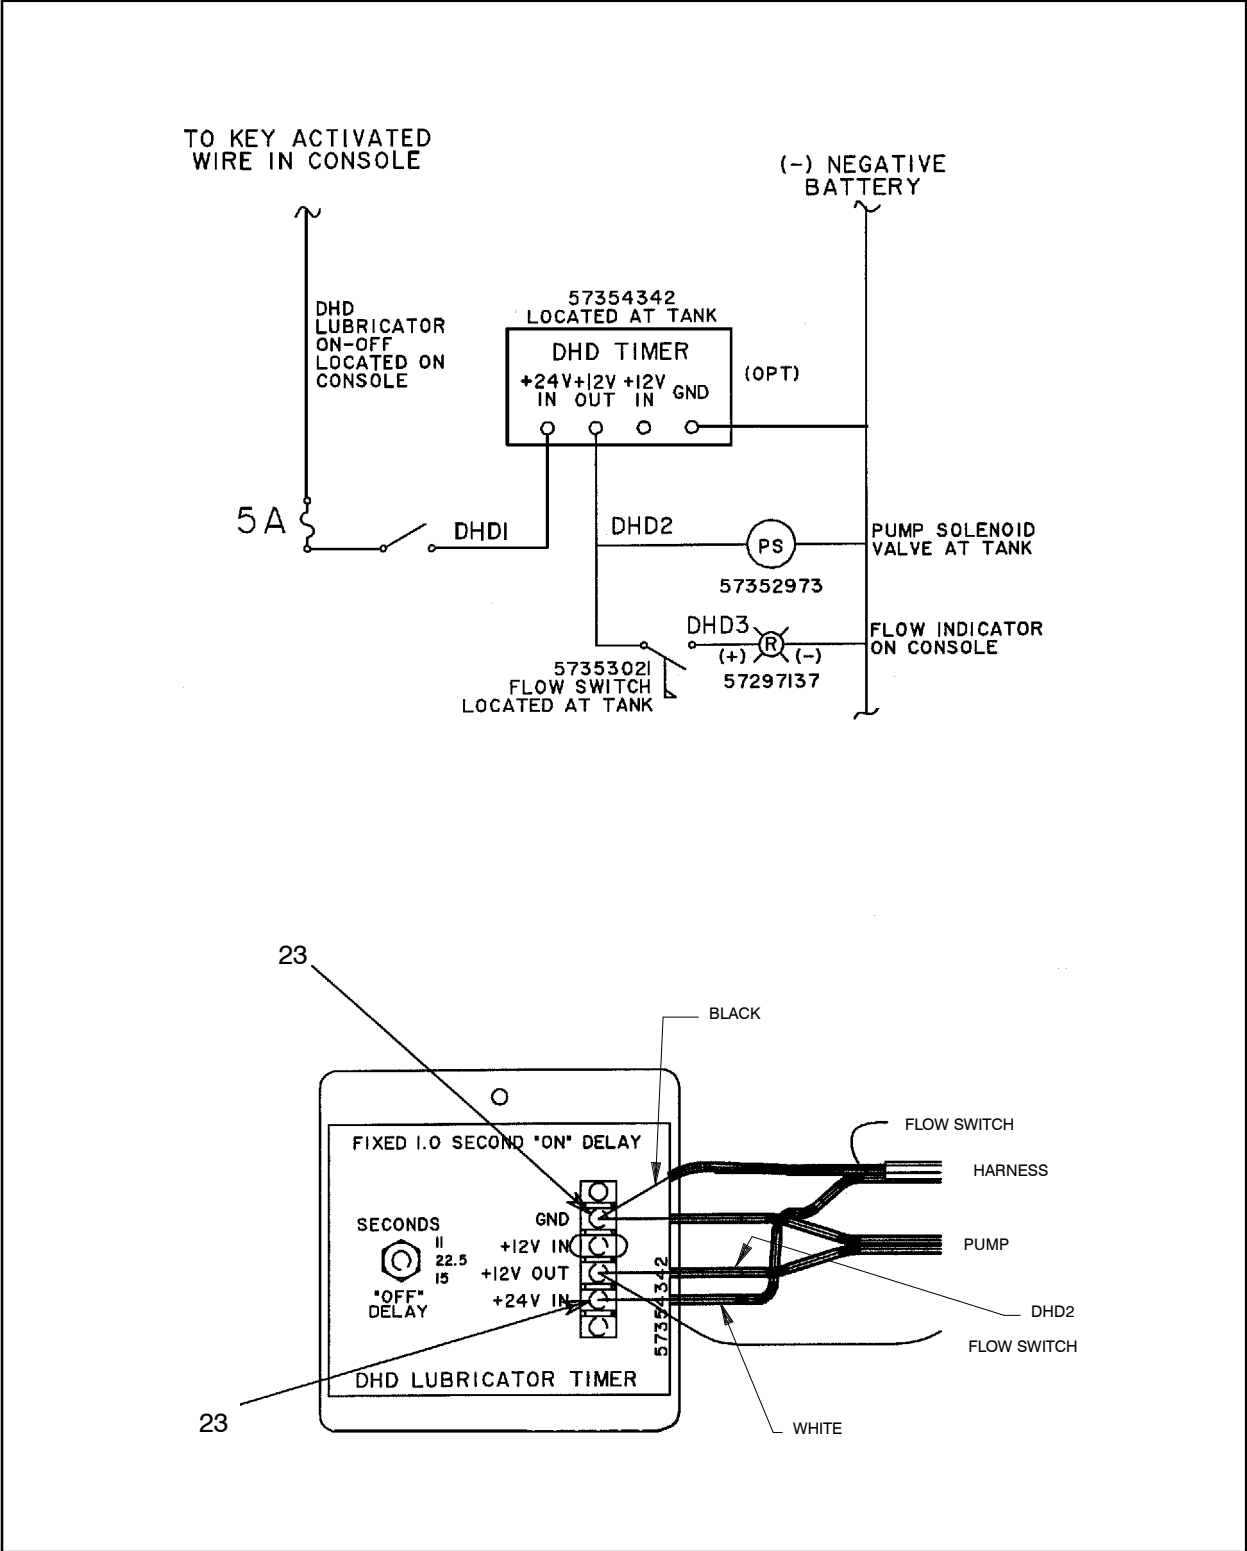 TO KEY ACTIVATED
WIRE IN CONSOLE
(-) NEGATIVE
BATTERY
DHD
LUBRICATOR
ON-OFF
LOCATED ON
CONSOLE
57354342
LOCATED AT TANK
DHD TIMER
+24V +12V +12V
IN OUT IN GND
(OPT)
5A
DHD1
DHD2
PS
57352973
PUMP SOLENOID
VALVE AT TANK
DHD3
(+) R (-)
57297137
FLOW INDICATOR
ON CONSOLE
57353021
FLOW SWITCH
LOCATED AT TANK
23
BLACK
FIXED 1.0 SECOND "ON" DELAY
FLOW SWITCH
HARNESS
GND
SECONDS
11
22.5
15
"OFF"
DELAY
+12V IN
+12V OUT
+24V IN
57354342
PUMP
DHD2
FLOW SWITCH
DHD LUBRICATOR TIMER
23
WHITE